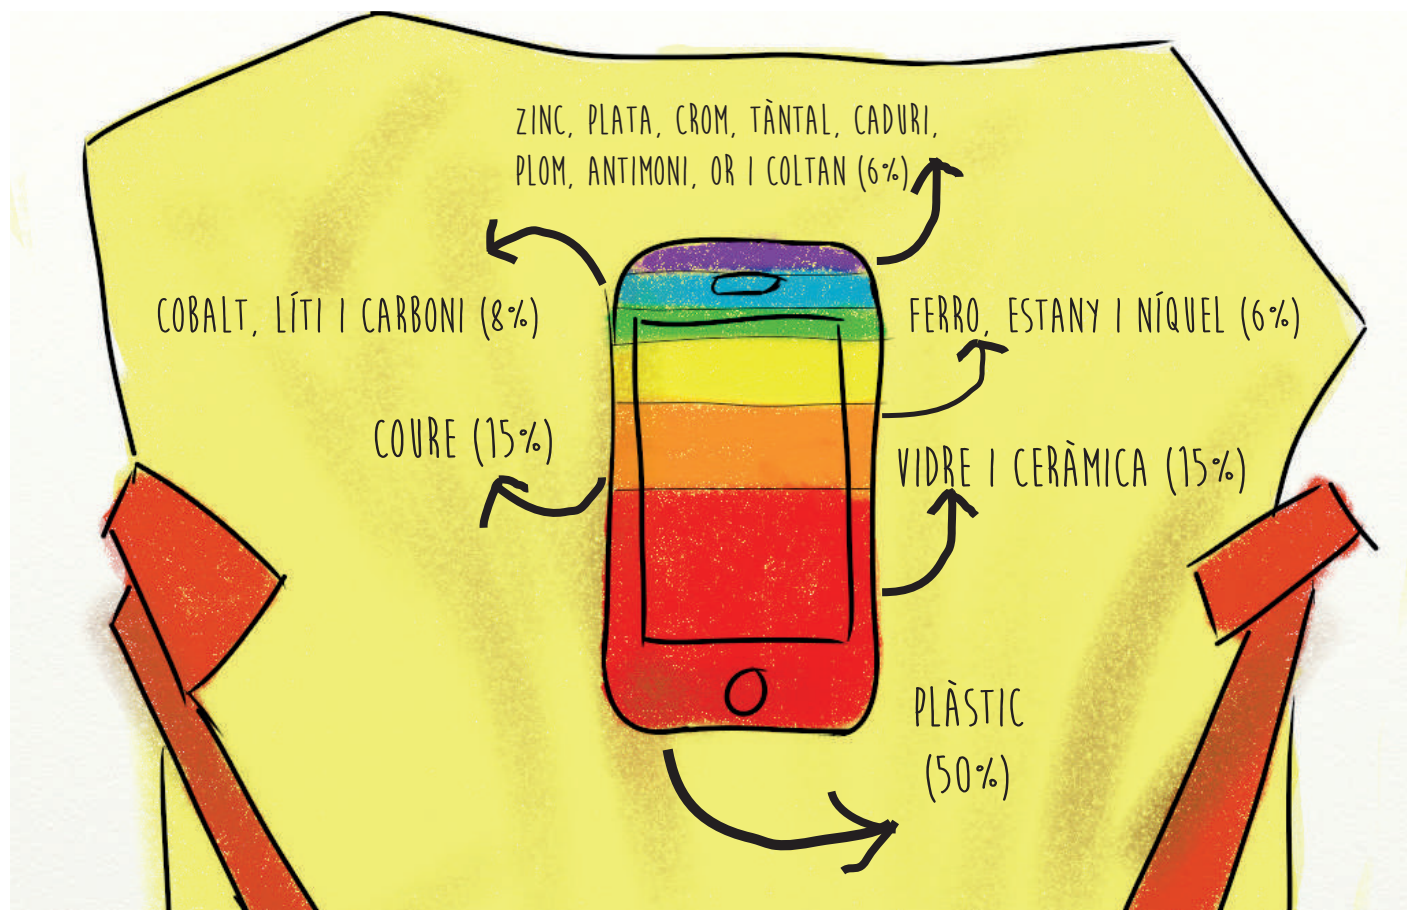 ZINC, PLATA, CROM, TÀNTAL, CADURI,
PLOM, ANTIMONI, OR I COLTAN (6%)
COBALT, LÍTI I CARBONI (8%)
FERRO, ESTANY I NÍQUEL (6%)
COURE (15%)
VIDRE I CERÀMICA (15%)
PLÀSTIC
(50%)